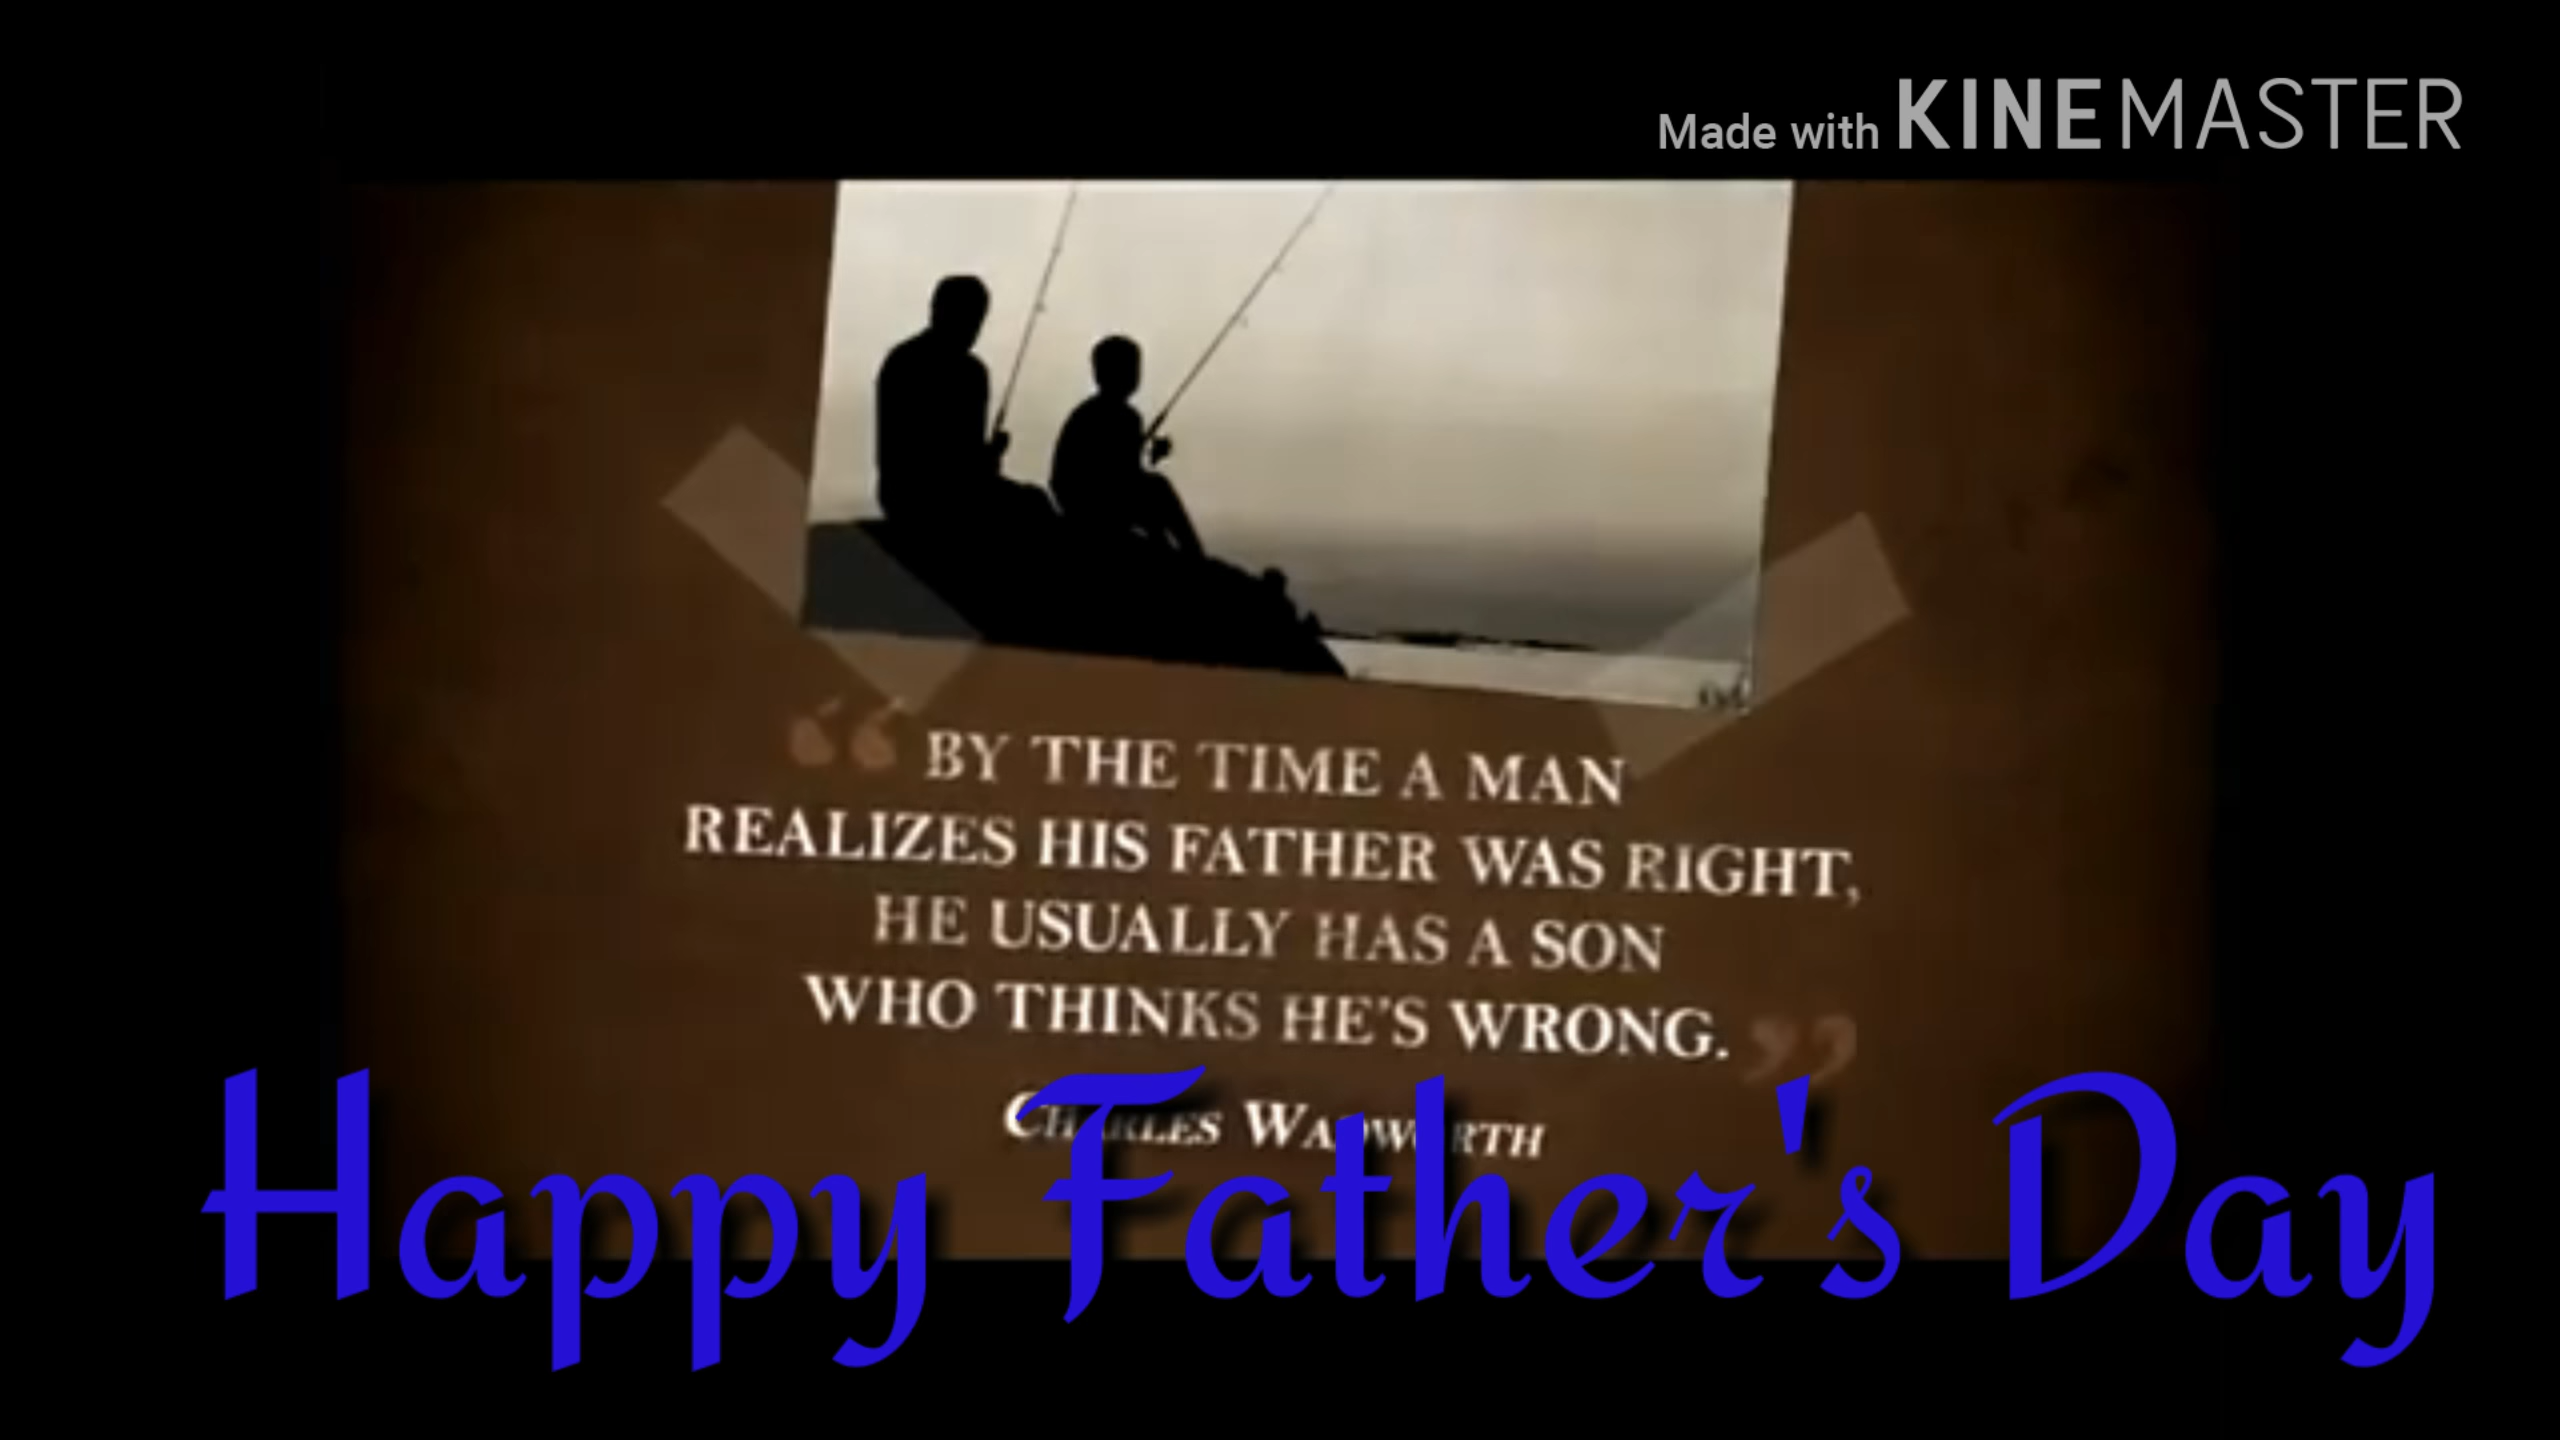 Made with KINEMASTER
“BY THE TIME A MAN
REALIZES HIS FATHER WAS RIGHT,
HE USUALLY HAS A SON
WHO THINKS HE'S WRONG.”
Happy Father's Day